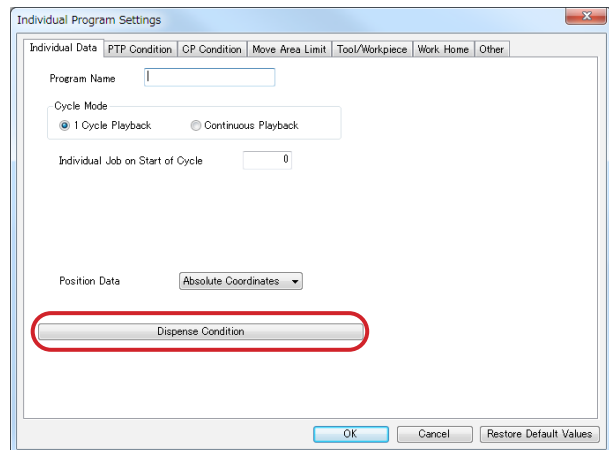 Individual Program Settings
Individual Data PTP Condition CP Condition Move Area Limit Tool/Workpiece Work Home Other
Program Name
Cycle Mode
1 Cycle Playback Continuous Playback
Individual Job on Start of Cycle 0
Position Data Absolute Coordinates
Dispense Condition
OK Cancel Restore Default Values